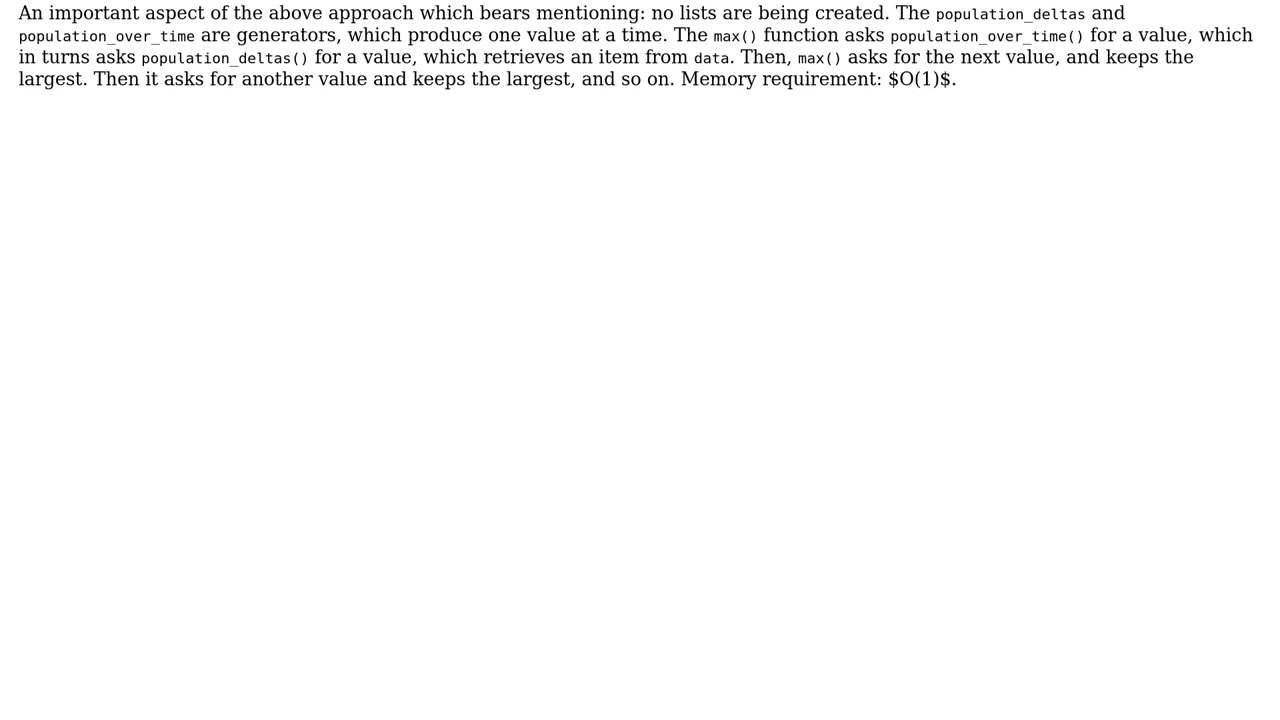 An important aspect of the above approach which bears mentioning: no lists are being created. The population_deltas and
population_over_time are generators, which produce one value at a time. The max() function asks population_over_time() for a value, which
in turns asks population_deltas() for a value, which retrieves an item from data. Then, max() asks for the next value, and keeps the
largest. Then it asks for another value and keeps the largest, and so on. Memory requirement: $O(1)$.